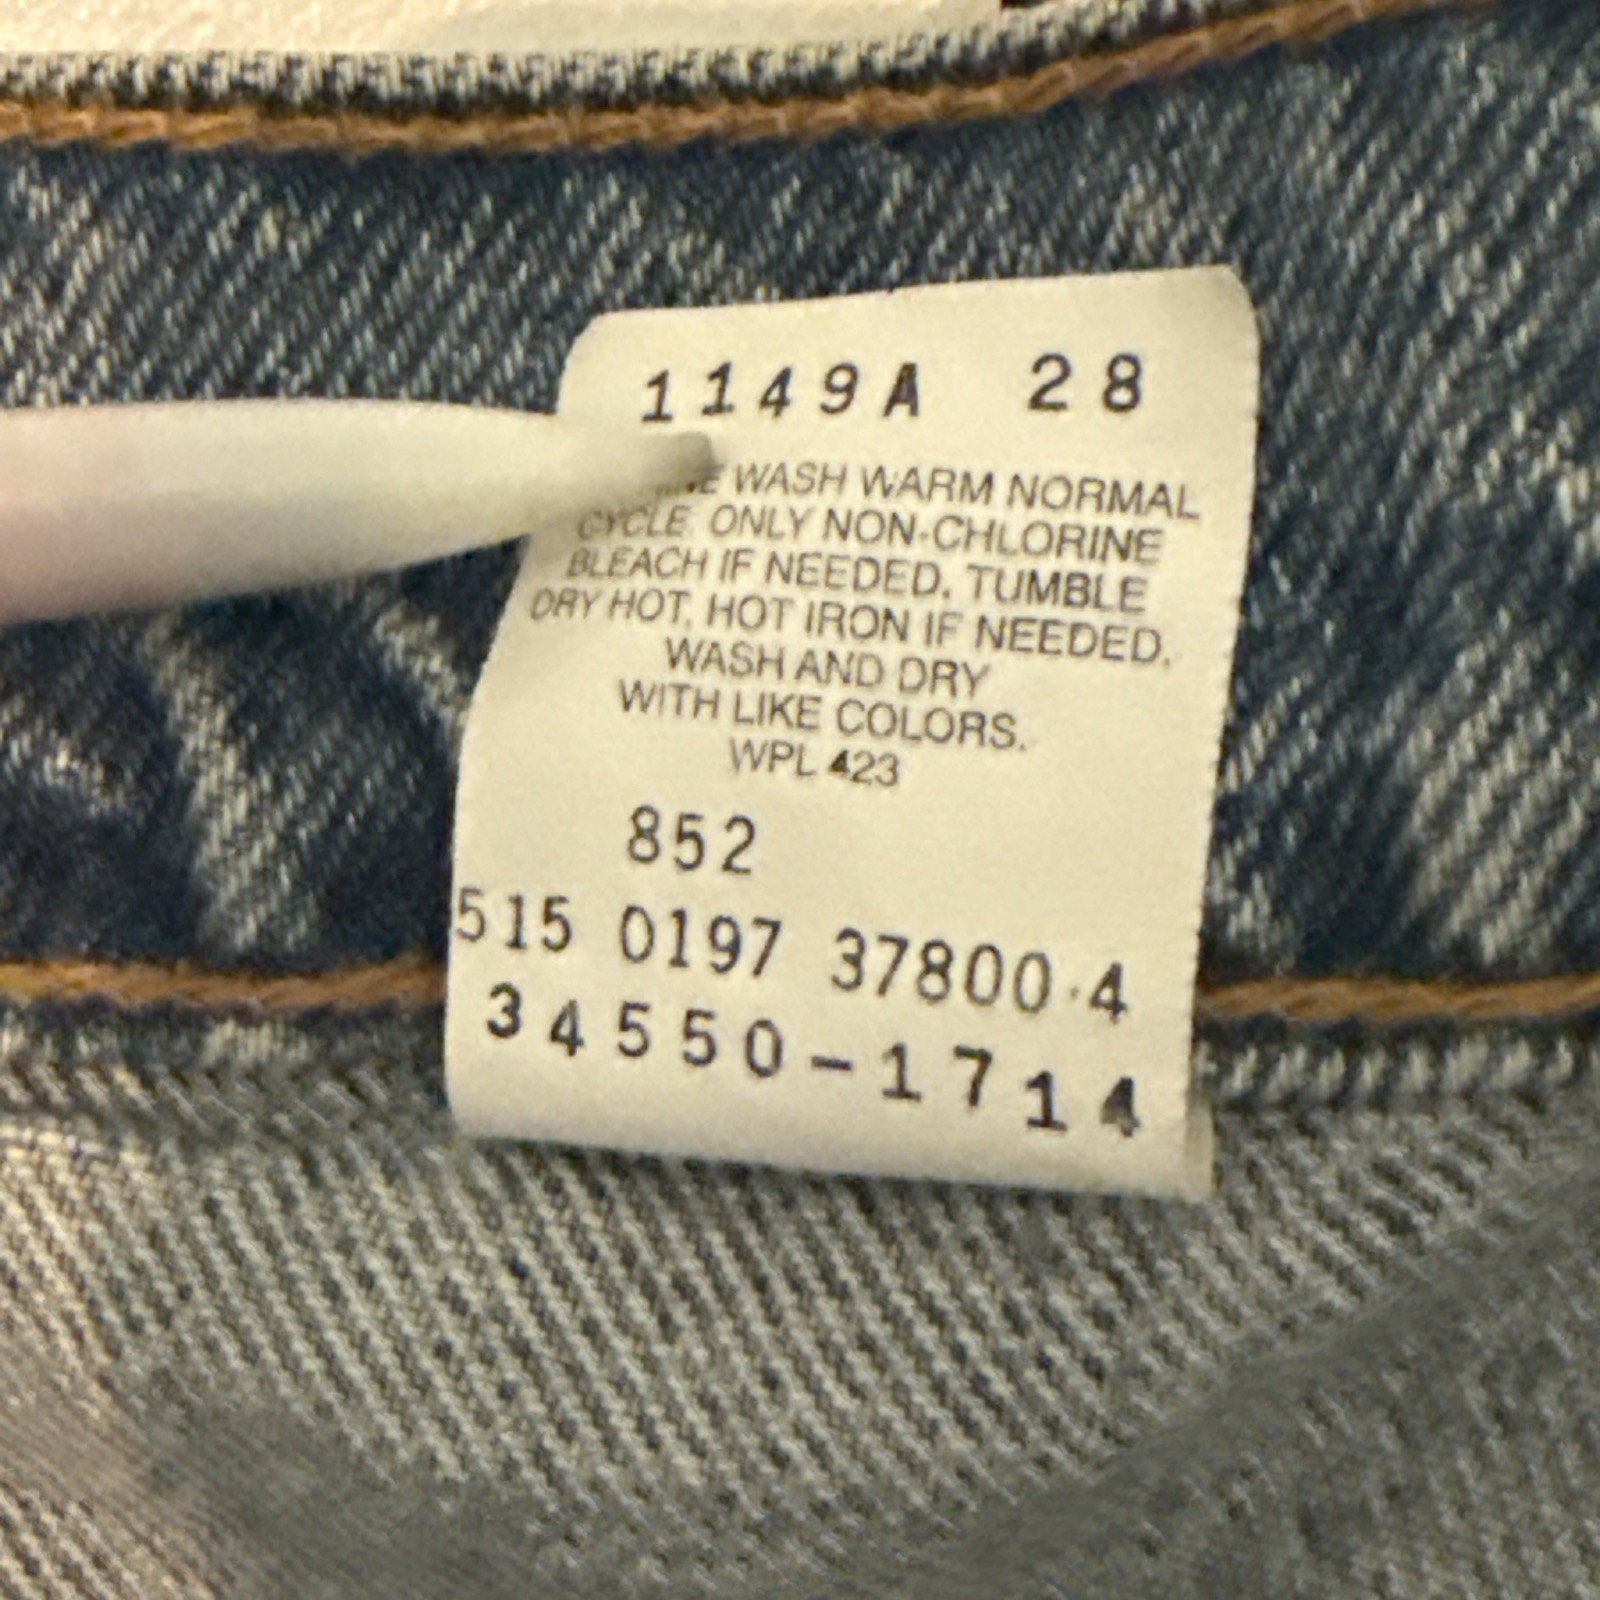 1149A 28
WASH WARM NORMAL
CYCLE. ONLY NON-CHLORINE
BLEACH IF NEEDED. TUMBLE
DRY HOT, HOT IRON IF NEEDED.
WASH AND DRY
WITH LIKE COLORS.
WPL 423
852
515 0197 37800·4
34550-1714